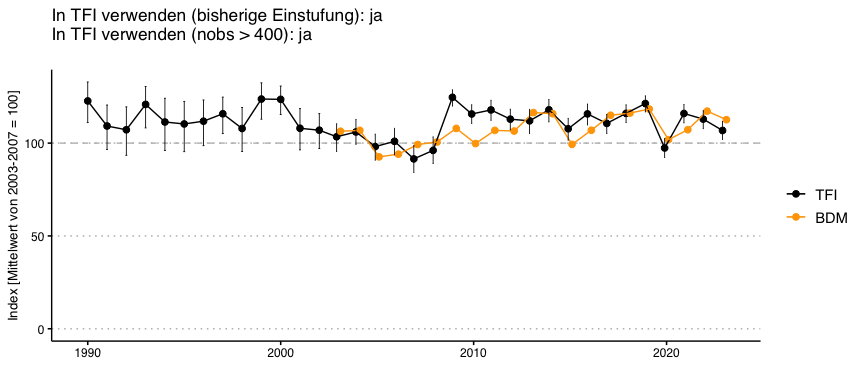 In TFI verwenden (bisherige Einstufung): ja
In TFI verwenden (nobs > 400): ja
Index [Mittelwert von 2003-2007 = 100]
100
50
0
1990
2000
2010
2020
TFI
BDM